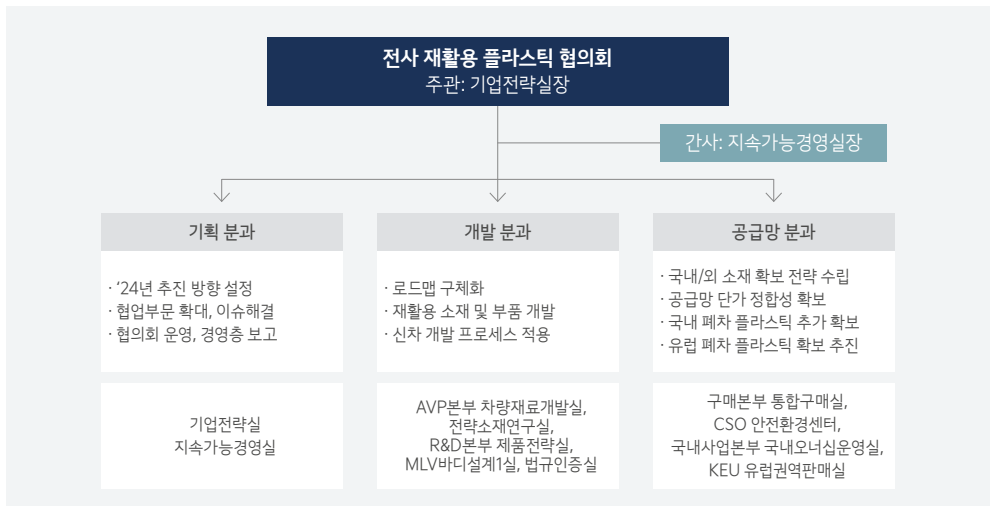 전사 재활용 플라스틱 협의회
주관: 기업전략실장
간사: 지속가능경영실장
기획 분과
· '24년 추진 방향 설정
· 협업부문 확대, 이슈해결
· 협의회 운영, 경영층 보고
기업전략실
지속가능경영실
개발 분과
· 로드맵 구체화
· 재활용 소재 및 부품 개발
· 신차 개발 프로세스 적용
AVP본부 차량재료개발실,
전략소재연구실,
R&D본부 제품전략실,
MLV바디설계1실, 법규인증실
공급망 분과
· 국내/외 소재 확보 전략 수립
· 공급망 단가 정합성 확보
· 국내 폐차 플라스틱 추가 확보
· 유럽 폐차 플라스틱 확보 추진
구매본부 통합구매실,
CSO 안전환경센터,
국내사업본부 국내오너십운영실,
KEU 유럽권역판매실